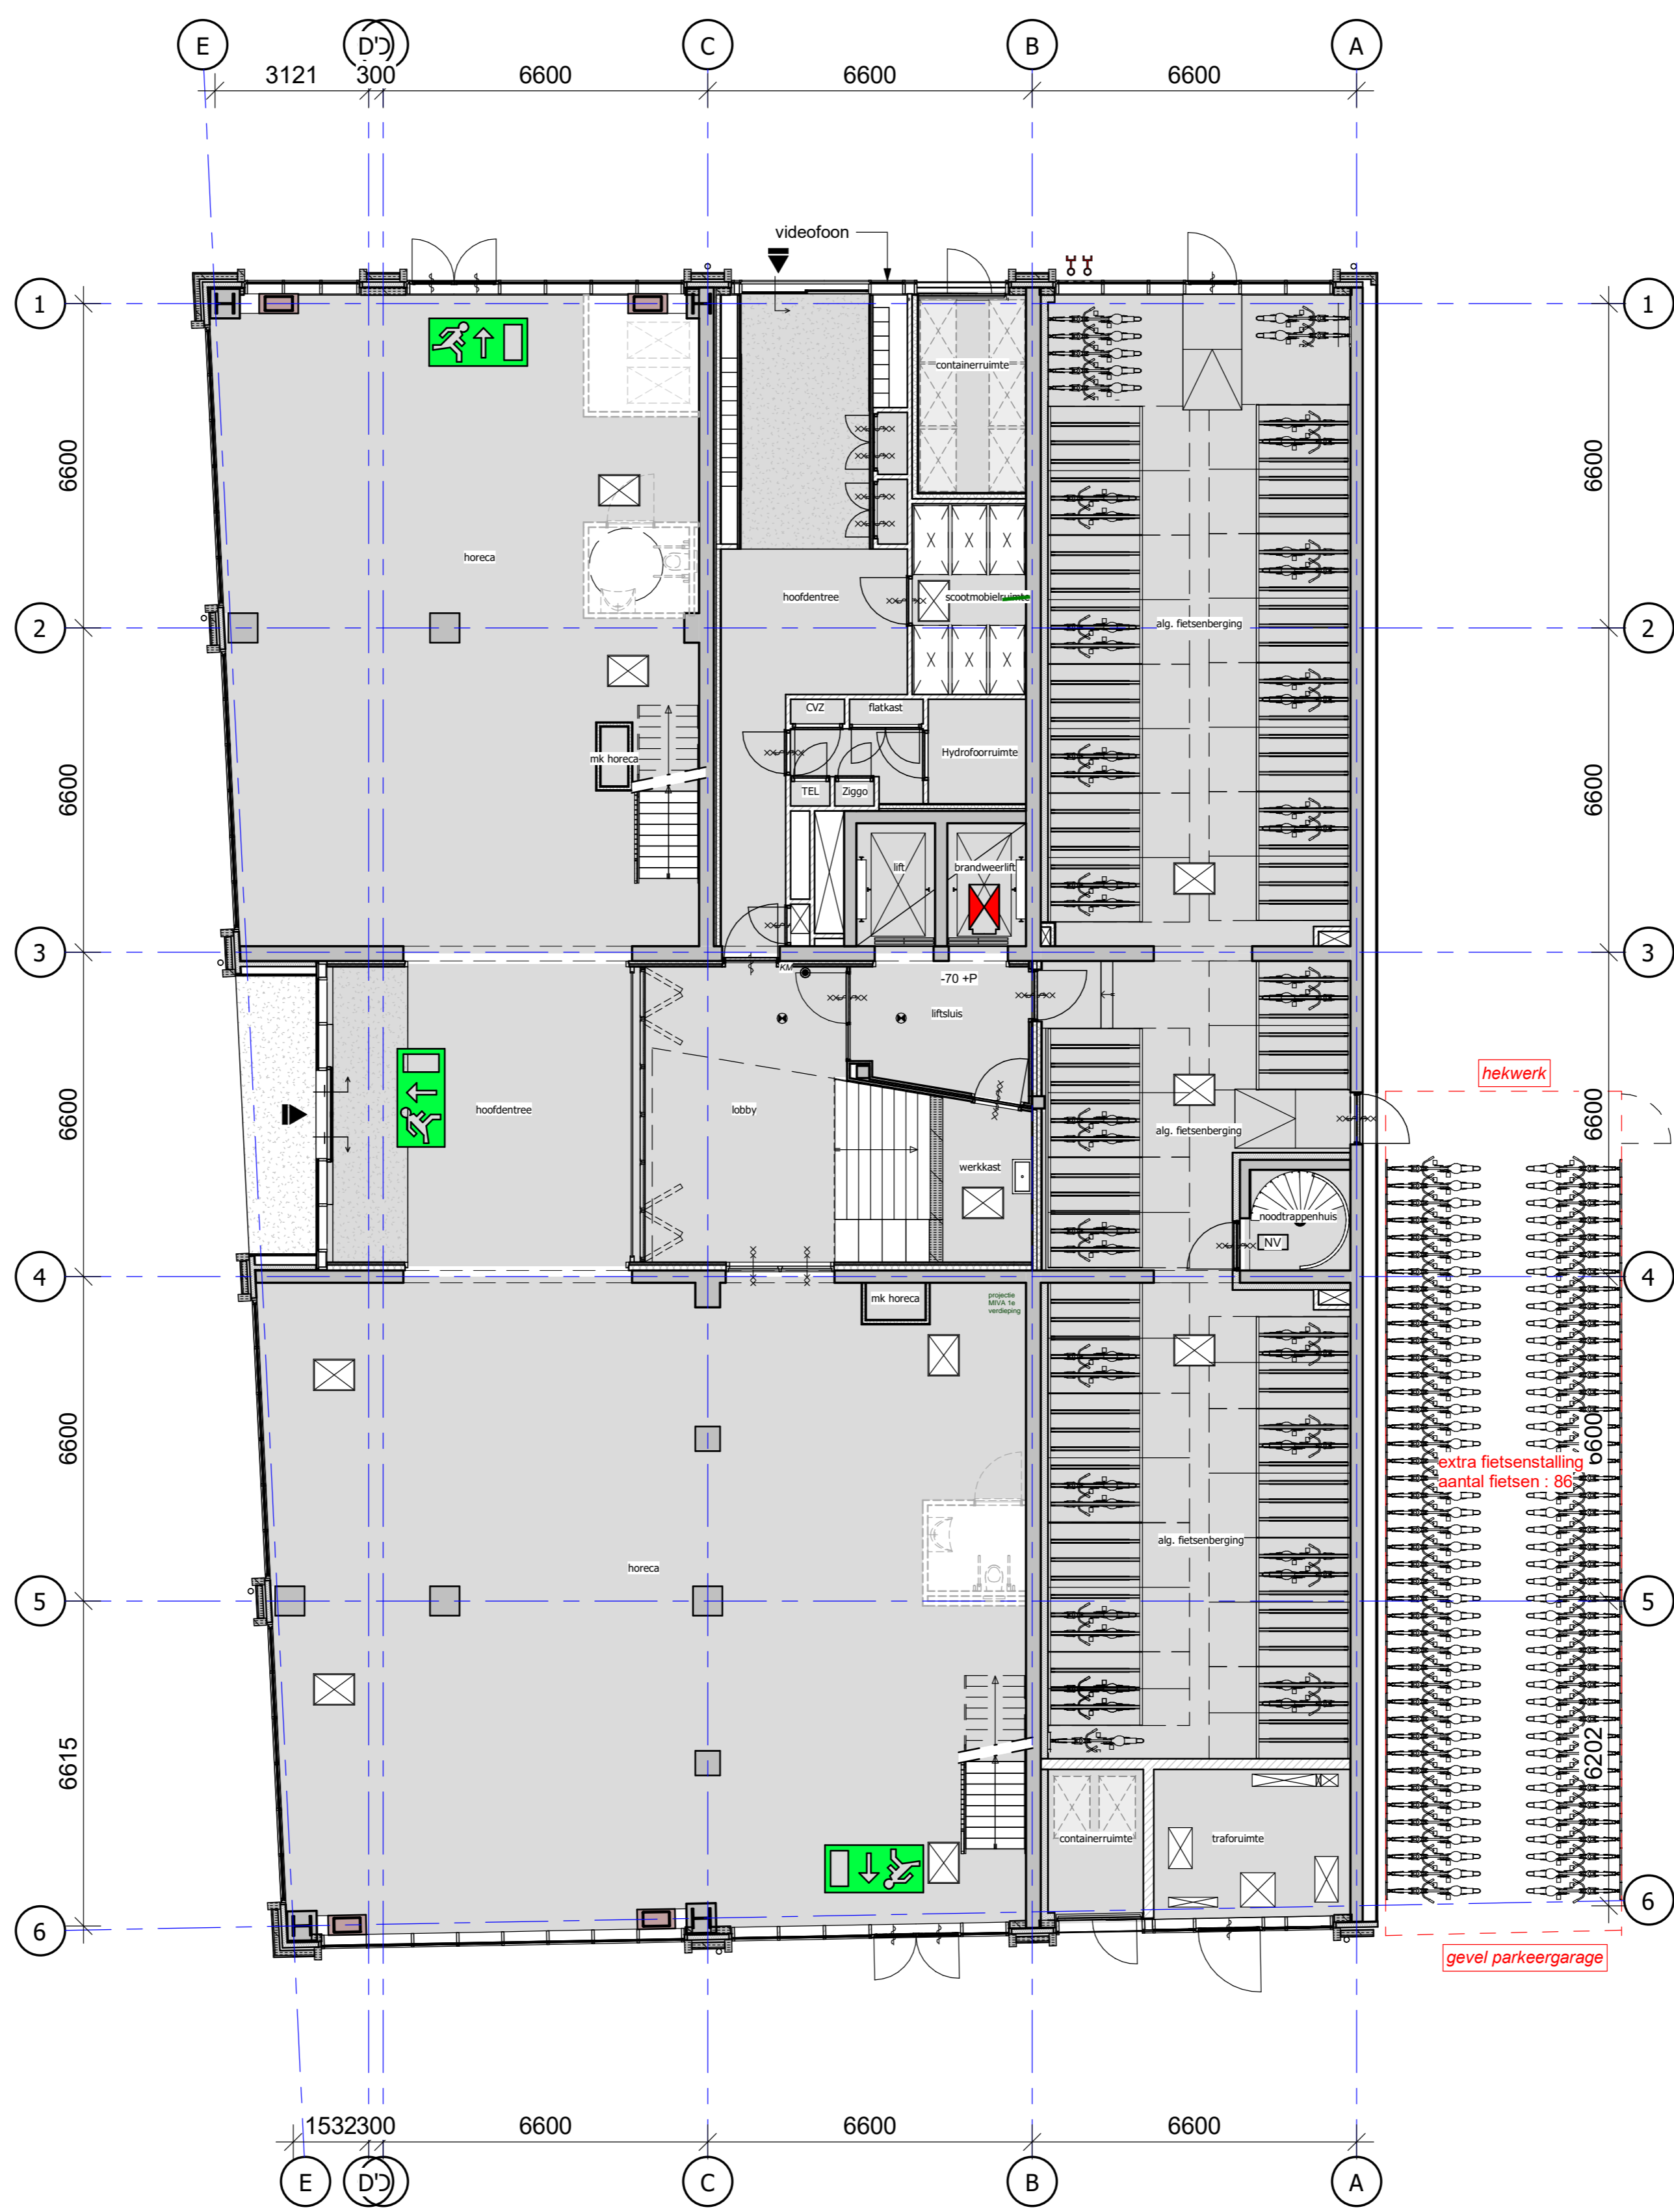 E
D'
D
C
B
A
3121
300
6600
6600
6600
videofoon
1
1
containerruimte
6600
6600
horeca
hoofdentree
scootmobielruimte
alg. fietsenberging
2
2
CVZ
flatkast
mk horeca
Hydrofoorruimte
TEL
Ziggo
6600
6600
lift
brandweerlift
3
3
KM
-70 +P
liftsluis
hekwerk
hoofdentree
lobby
6600
6600
alg. fietsenberging
werkkast
noodtrappenhuis
NV
4
4
mk horeca
projectie
MIVA 1e
verdieping
6600
6600
extra fietsenstalling
aantal fietsen : 86
alg. fietsenberging
horeca
5
5
6615
6202
containerruimte
traforuimte
6
6
gevel parkeergarage
1532
300
6600
6600
6600
E
D'
D
C
B
A